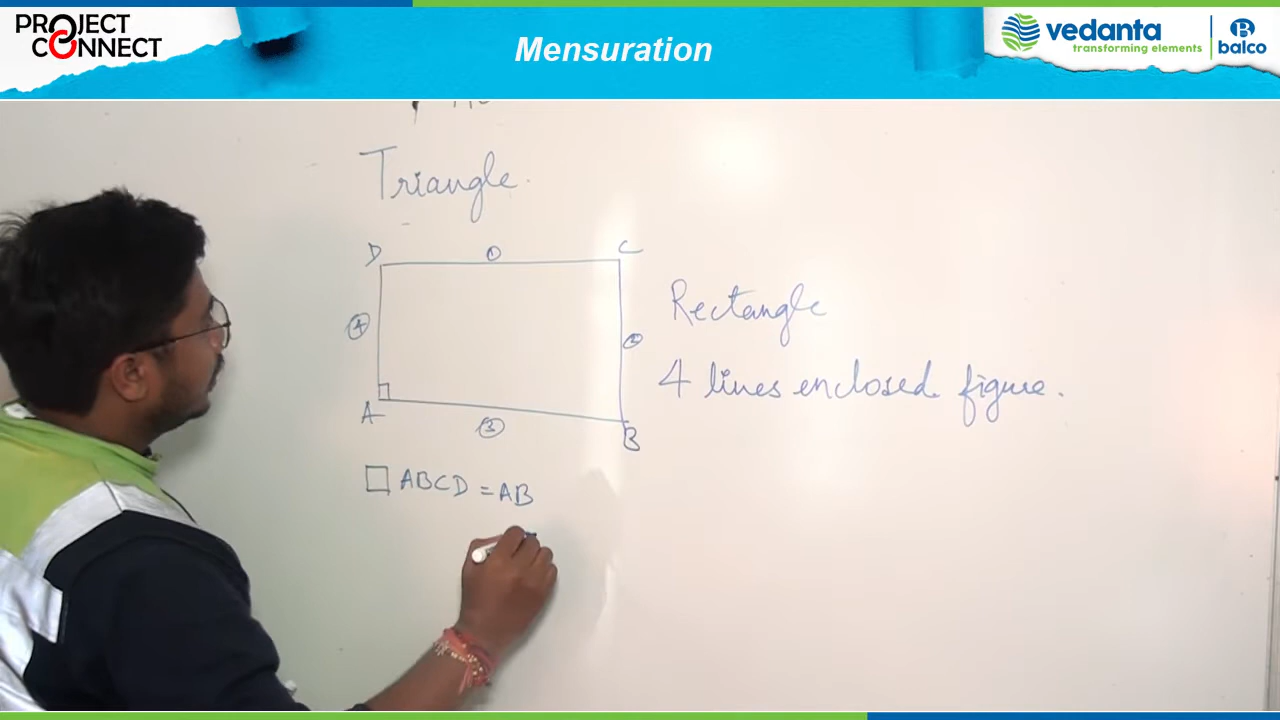 PROJECT
CONNECT
Mensuration
vedanta
transforming elements
balco
Triangle.
D ① C
④ ②
A ③ B
Rectangle
4 lines enclosed figure.
□ ABCD = AB